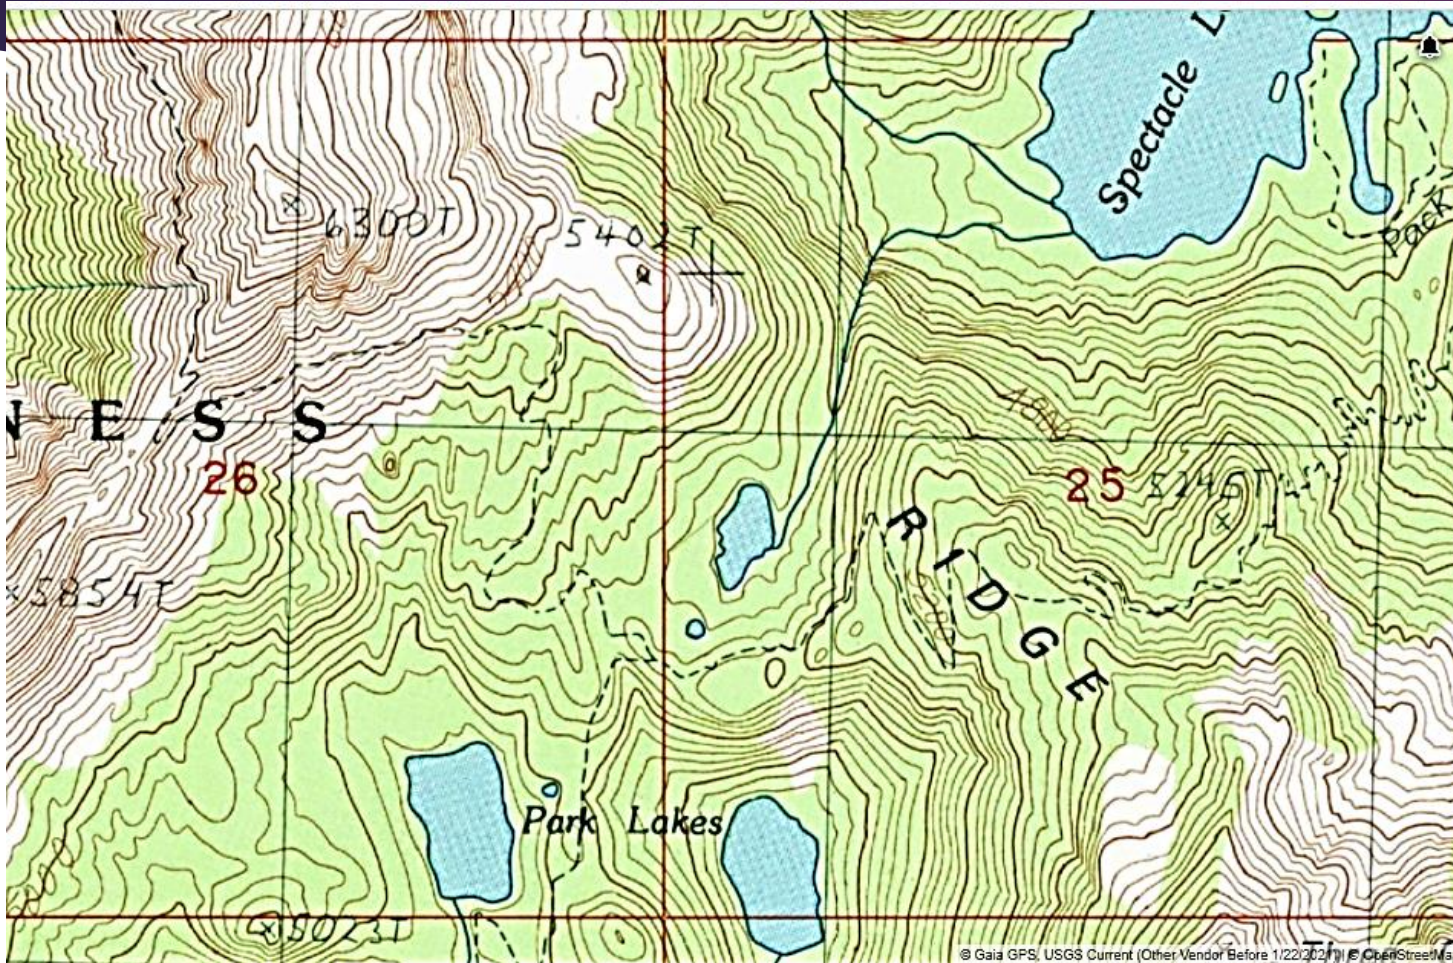 Spectacle L
6300T
5402T
Pack
N E S S
26
25
5245T
RIDGE
5854T
Park Lakes
5023T
© Gaia GPS, USGS Current (Other Vendor Before 1/22/2021) | © OpenStreetMa